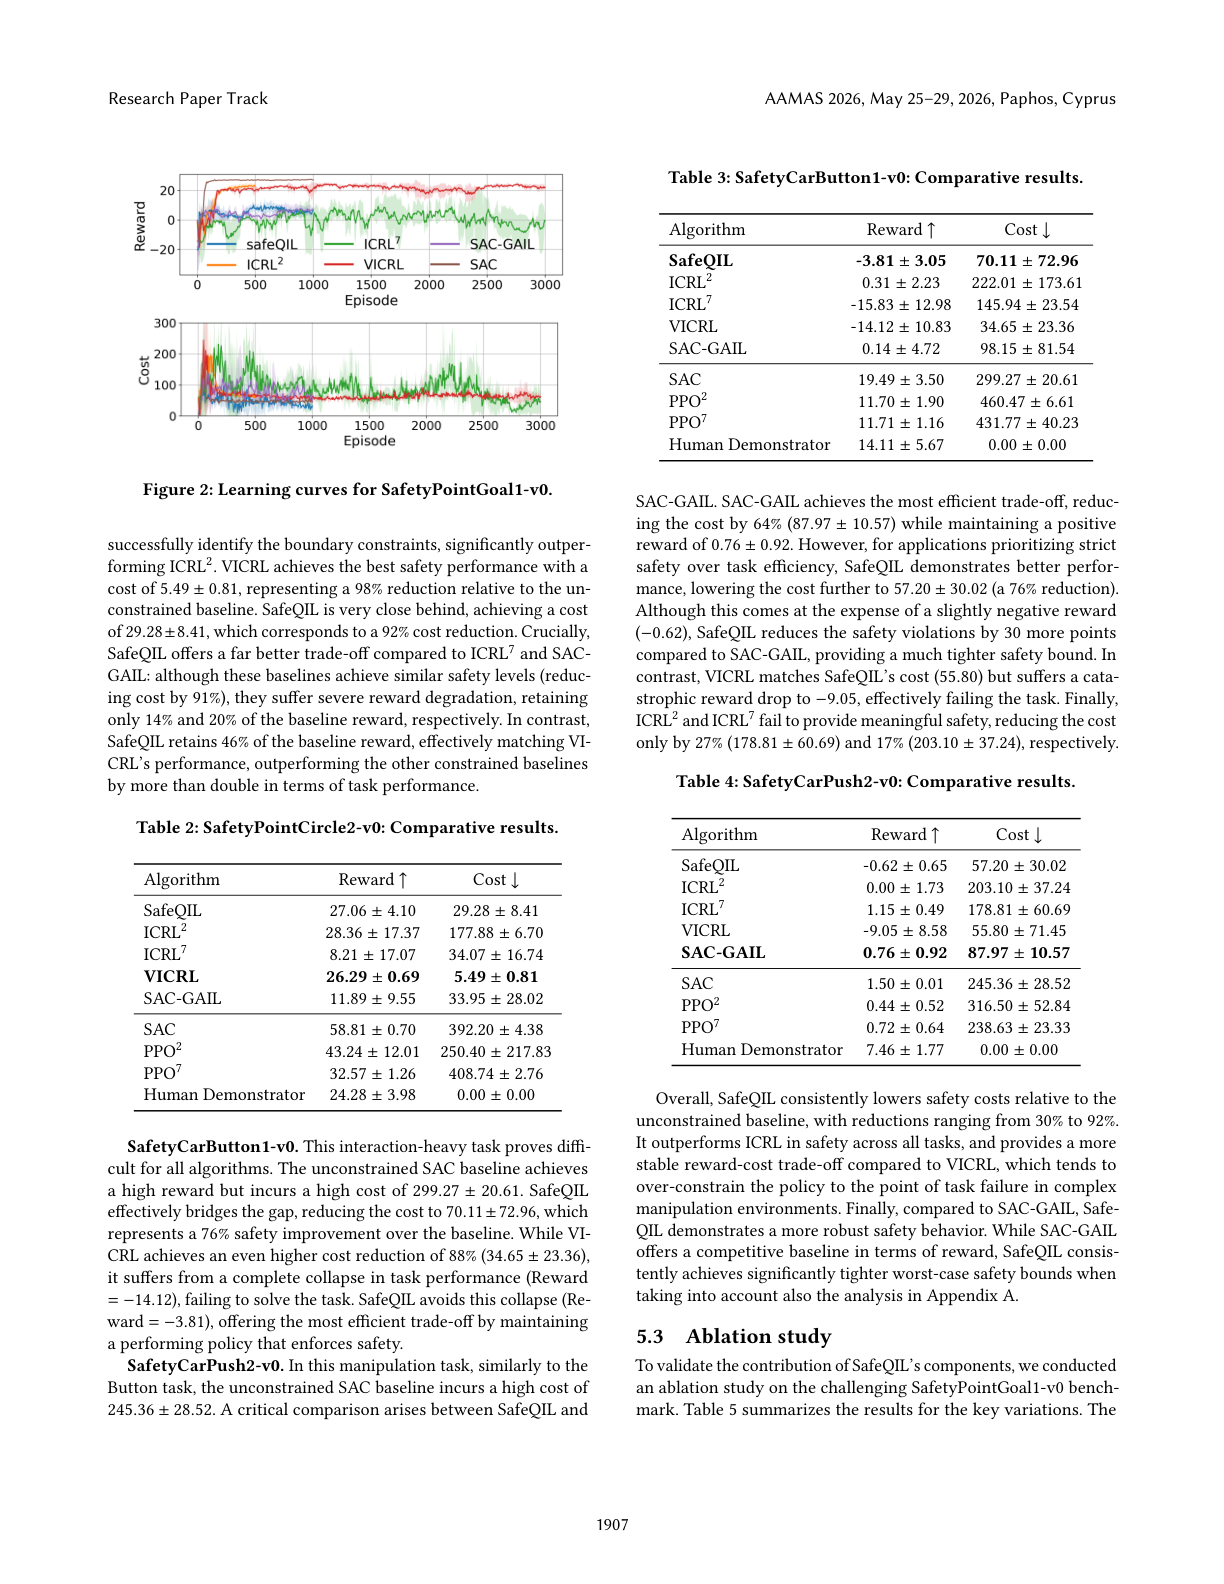 Research Paper Track
AAMAS 2026, May 25–29, 2026, Paphos, Cyprus
20
0
−20
Reward
safeQIL
ICRL²
ICRL⁷
VICRL
SAC-GAIL
SAC
0 500 1000 1500 2000 2500 3000
Episode
300
200
100
0
Cost
0 500 1000 1500 2000 2500 3000
Episode
Figure 2: Learning curves for SafetyPointGoal1-v0.
successfully identify the boundary constraints, significantly outper-
forming ICRL². VICRL achieves the best safety performance with a
cost of 5.49 ± 0.81, representing a 98% reduction relative to the un-
constrained baseline. SafeQIL is very close behind, achieving a cost
of 29.28±8.41, which corresponds to a 92% cost reduction. Crucially,
SafeQIL offers a far better trade-off compared to ICRL⁷ and SAC-
GAIL: although these baselines achieve similar safety levels (reduc-
ing cost by 91%), they suffer severe reward degradation, retaining
only 14% and 20% of the baseline reward, respectively. In contrast,
SafeQIL retains 46% of the baseline reward, effectively matching VI-
CRL's performance, outperforming the other constrained baselines
by more than double in terms of task performance.
Table 2: SafetyPointCircle2-v0: Comparative results.
Algorithm Reward ↑ Cost ↓
SafeQIL 27.06 ± 4.10 29.28 ± 8.41
ICRL² 28.36 ± 17.37 177.88 ± 6.70
ICRL⁷ 8.21 ± 17.07 34.07 ± 16.74
VICRL 26.29 ± 0.69 5.49 ± 0.81
SAC-GAIL 11.89 ± 9.55 33.95 ± 28.02
SAC 58.81 ± 0.70 392.20 ± 4.38
PPO² 43.24 ± 12.01 250.40 ± 217.83
PPO⁷ 32.57 ± 1.26 408.74 ± 2.76
Human Demonstrator 24.28 ± 3.98 0.00 ± 0.00
SafetyCarButton1-v0. This interaction-heavy task proves diffi-
cult for all algorithms. The unconstrained SAC baseline achieves
a high reward but incurs a high cost of 299.27 ± 20.61. SafeQIL
effectively bridges the gap, reducing the cost to 70.11±72.96, which
represents a 76% safety improvement over the baseline. While VI-
CRL achieves an even higher cost reduction of 88% (34.65 ± 23.36),
it suffers from a complete collapse in task performance (Reward
= −14.12), failing to solve the task. SafeQIL avoids this collapse (Re-
ward = −3.81), offering the most efficient trade-off by maintaining
a performing policy that enforces safety.
SafetyCarPush2-v0. In this manipulation task, similarly to the
Button task, the unconstrained SAC baseline incurs a high cost of
245.36 ± 28.52. A critical comparison arises between SafeQIL and
Table 3: SafetyCarButton1-v0: Comparative results.
Algorithm Reward ↑ Cost ↓
SafeQIL -3.81 ± 3.05 70.11 ± 72.96
ICRL² 0.31 ± 2.23 222.01 ± 173.61
ICRL⁷ -15.83 ± 12.98 145.94 ± 23.54
VICRL -14.12 ± 10.83 34.65 ± 23.36
SAC-GAIL 0.14 ± 4.72 98.15 ± 81.54
SAC 19.49 ± 3.50 299.27 ± 20.61
PPO² 11.70 ± 1.90 460.47 ± 6.61
PPO⁷ 11.71 ± 1.16 431.77 ± 40.23
Human Demonstrator 14.11 ± 5.67 0.00 ± 0.00
SAC-GAIL. SAC-GAIL achieves the most efficient trade-off, reduc-
ing the cost by 64% (87.97 ± 10.57) while maintaining a positive
reward of 0.76 ± 0.92. However, for applications prioritizing strict
safety over task efficiency, SafeQIL demonstrates better perfor-
mance, lowering the cost further to 57.20 ± 30.02 (a 76% reduction).
Although this comes at the expense of a slightly negative reward
(−0.62), SafeQIL reduces the safety violations by 30 more points
compared to SAC-GAIL, providing a much tighter safety bound. In
contrast, VICRL matches SafeQIL's cost (55.80) but suffers a cata-
strophic reward drop to −9.05, effectively failing the task. Finally,
ICRL² and ICRL⁷ fail to provide meaningful safety, reducing the cost
only by 27% (178.81 ± 60.69) and 17% (203.10 ± 37.24), respectively.
Table 4: SafetyCarPush2-v0: Comparative results.
Algorithm Reward ↑ Cost ↓
SafeQIL -0.62 ± 0.65 57.20 ± 30.02
ICRL² 0.00 ± 1.73 203.10 ± 37.24
ICRL⁷ 1.15 ± 0.49 178.81 ± 60.69
VICRL -9.05 ± 8.58 55.80 ± 71.45
SAC-GAIL 0.76 ± 0.92 87.97 ± 10.57
SAC 1.50 ± 0.01 245.36 ± 28.52
PPO² 0.44 ± 0.52 316.50 ± 52.84
PPO⁷ 0.72 ± 0.64 238.63 ± 23.33
Human Demonstrator 7.46 ± 1.77 0.00 ± 0.00
Overall, SafeQIL consistently lowers safety costs relative to the
unconstrained baseline, with reductions ranging from 30% to 92%.
It outperforms ICRL in safety across all tasks, and provides a more
stable reward-cost trade-off compared to VICRL, which tends to
over-constrain the policy to the point of task failure in complex
manipulation environments. Finally, compared to SAC-GAIL, Safe-
QIL demonstrates a more robust safety behavior. While SAC-GAIL
offers a competitive baseline in terms of reward, SafeQIL consis-
tently achieves significantly tighter worst-case safety bounds when
taking into account also the analysis in Appendix A.
5.3 Ablation study
To validate the contribution of SafeQIL's components, we conducted
an ablation study on the challenging SafetyPointGoal1-v0 bench-
mark. Table 5 summarizes the results for the key variations. The
1907